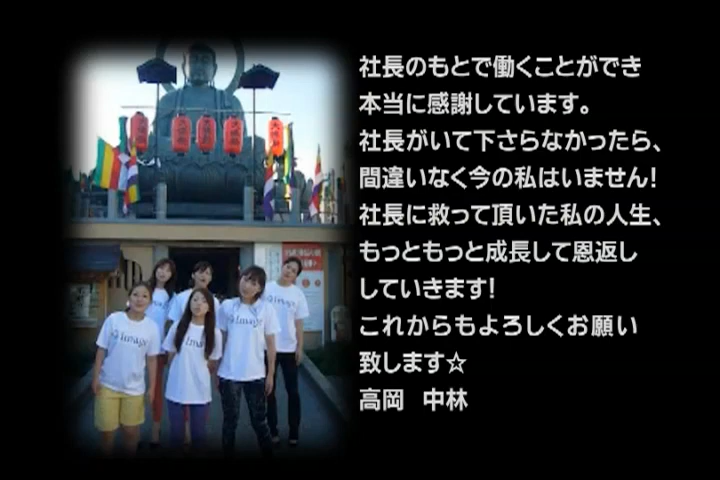 社長のもとで働くことができ
本当に感謝しています。
社長がいて下さらなかったら、
間違いなく今の私はいません!
社長に救って頂いた私の人生、
もっともっと成長して恩返し
していきます!
これからもよろしくお願い
致します☆
高岡　中林
image
image
image